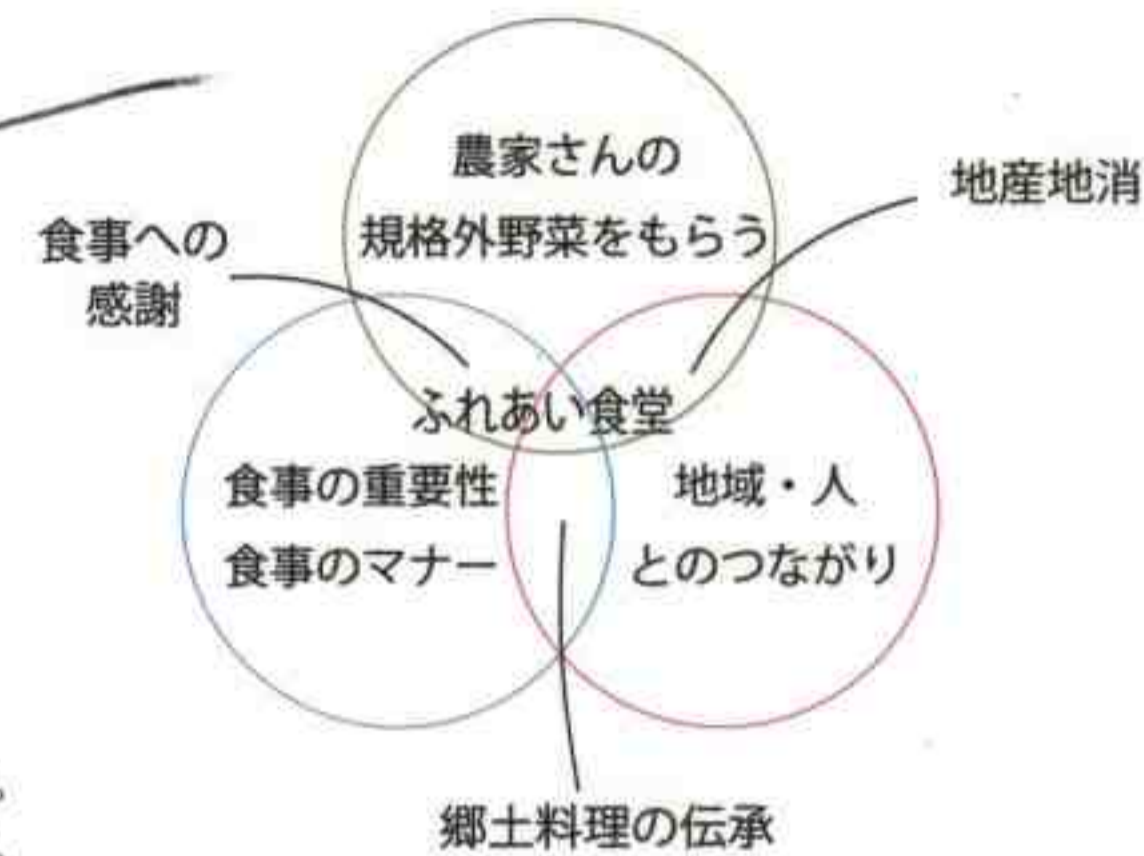 農家さんの
規格外野菜をもらう
地産地消
食事への
感謝
ふれあい食堂
食事の重要性
食事のマナー
地域・人
とのつながり
郷土料理の伝承